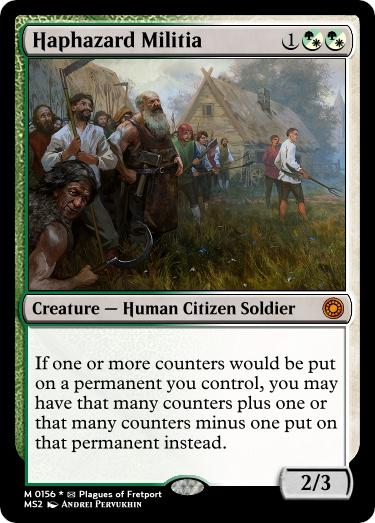 Haphazard Militia 1
Creature — Human Citizen Soldier
If one or more counters would be put
on a permanent you control, you may
have that many counters plus one or
that many counters minus one put on
that permanent instead.
2/3
M 0156 * Plagues of Fretport
MS2 Andrei Pervukhin